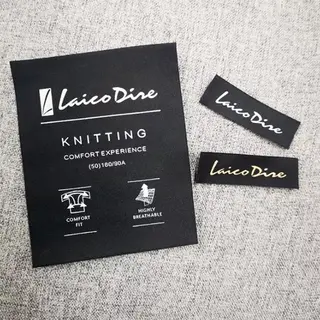 Laico Dire
KNITTING
COMFORT EXPERIENCE
(50)160/90A
COMFORT
FIT
HIGHLY
BREATHABLE
Laico Dire
Laico Dire